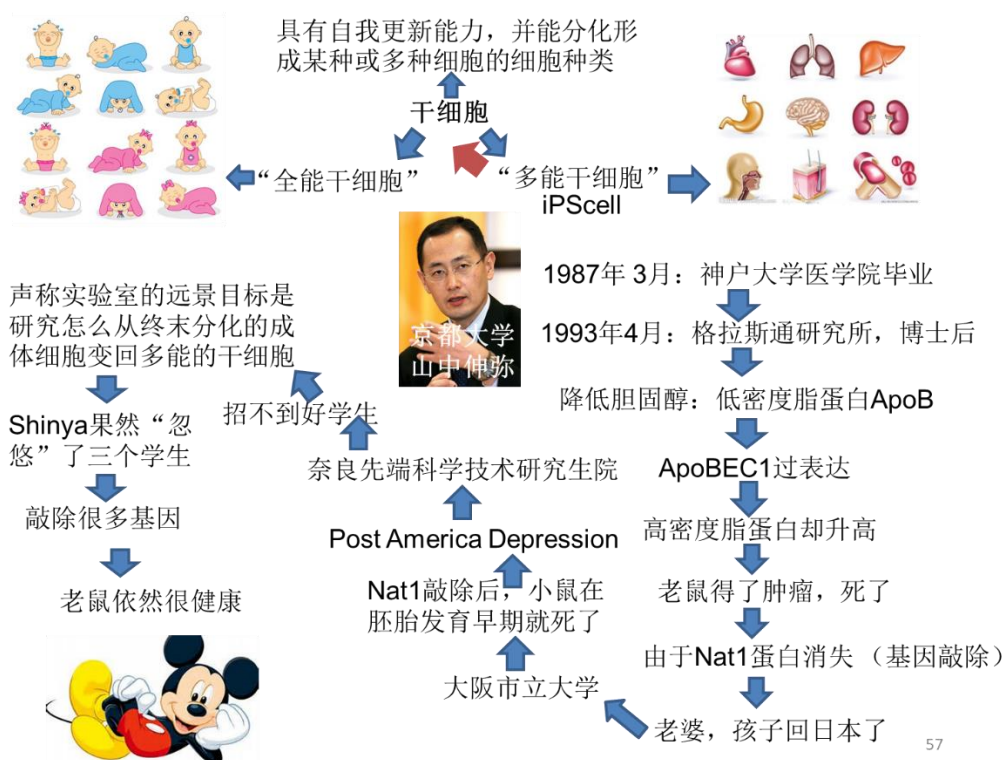 具有自我更新能力，并能分化形
成某种或多种细胞的细胞种类
干细胞
“全能干细胞”
“多能干细胞”
iPScell
京都大学
山中伸弥
1987年 3月：神户大学医学院毕业
1993年4月：格拉斯通研究所，博士后
降低胆固醇：低密度脂蛋白ApoB
ApoBEC1过表达
高密度脂蛋白却升高
老鼠得了肿瘤，死了
由于Nat1蛋白消失 （基因敲除）
老婆，孩子回日本了
大阪市立大学
Nat1敲除后，小鼠在
胚胎发育早期就死了
Post America Depression
奈良先端科学技术研究生院
招不到好学生
声称实验室的远景目标是
研究怎么从终末分化的成
体细胞变回多能的干细胞
Shinya果然“忽
悠”了三个学生
敲除很多基因
老鼠依然很健康
57